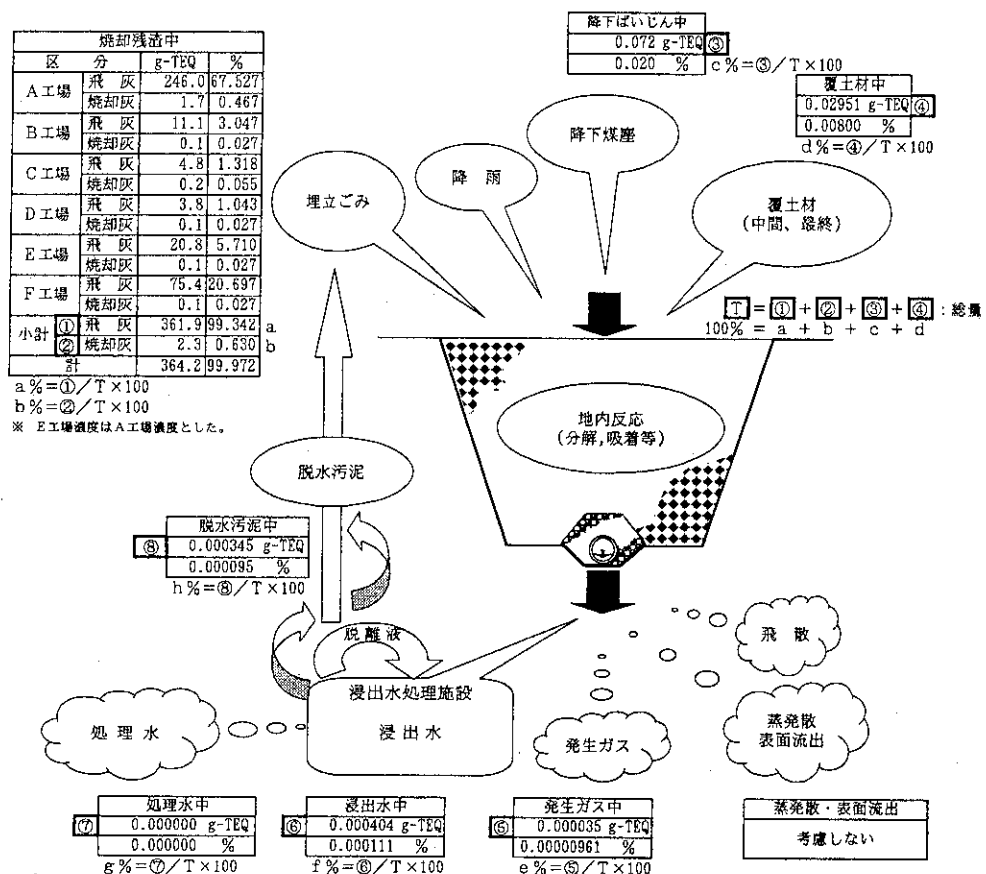 焼却残渣中
区 分 g-TEQ %
A工場 飛 灰 246.0 67.527
焼却灰 1.7 0.467
B工場 飛 灰 11.1 3.047
焼却灰 0.1 0.027
C工場 飛 灰 4.8 1.318
焼却灰 0.2 0.055
D工場 飛 灰 3.8 1.043
焼却灰 0.1 0.027
E工場 飛 灰 20.8 5.710
焼却灰 0.1 0.027
F工場 飛 灰 75.4 20.697
焼却灰 0.1 0.027
小計 ① 飛 灰 361.9 99.342 a
② 焼却灰 2.3 0.630 b
計 364.2 99.972
a%=①/T×100
b%=②/T×100
※ E工場濃度はA工場濃度とした。
降下ばいじん中
0.072 g-TEQ ③
0.020 % c%=③/T×100
覆土材中
0.02951 g-TEQ ④
0.00800 %
d%=④/T×100
降下煤塵
降 雨
埋立ごみ
覆土材
(中間、最終)
T=①+②+③+④:総量
100% = a + b + c + d
地内反応
(分解,吸着等)
脱水汚泥
脱水汚泥中
⑧ 0.000345 g-TEQ
0.000095 %
h%=⑧/T×100
脱離液
浸出水処理施設
浸出水
処理水
発生ガス
飛 散
蒸発散
表面流出
処理水中
⑦ 0.000000 g-TEQ
0.000000 %
g%=⑦/T×100
浸出水中
⑥ 0.000404 g-TEQ
0.000111 %
f%=⑥/T×100
発生ガス中
⑤ 0.000035 g-TEQ
0.00000961 %
e%=⑤/T×100
蒸発散・表面流出
考慮しない